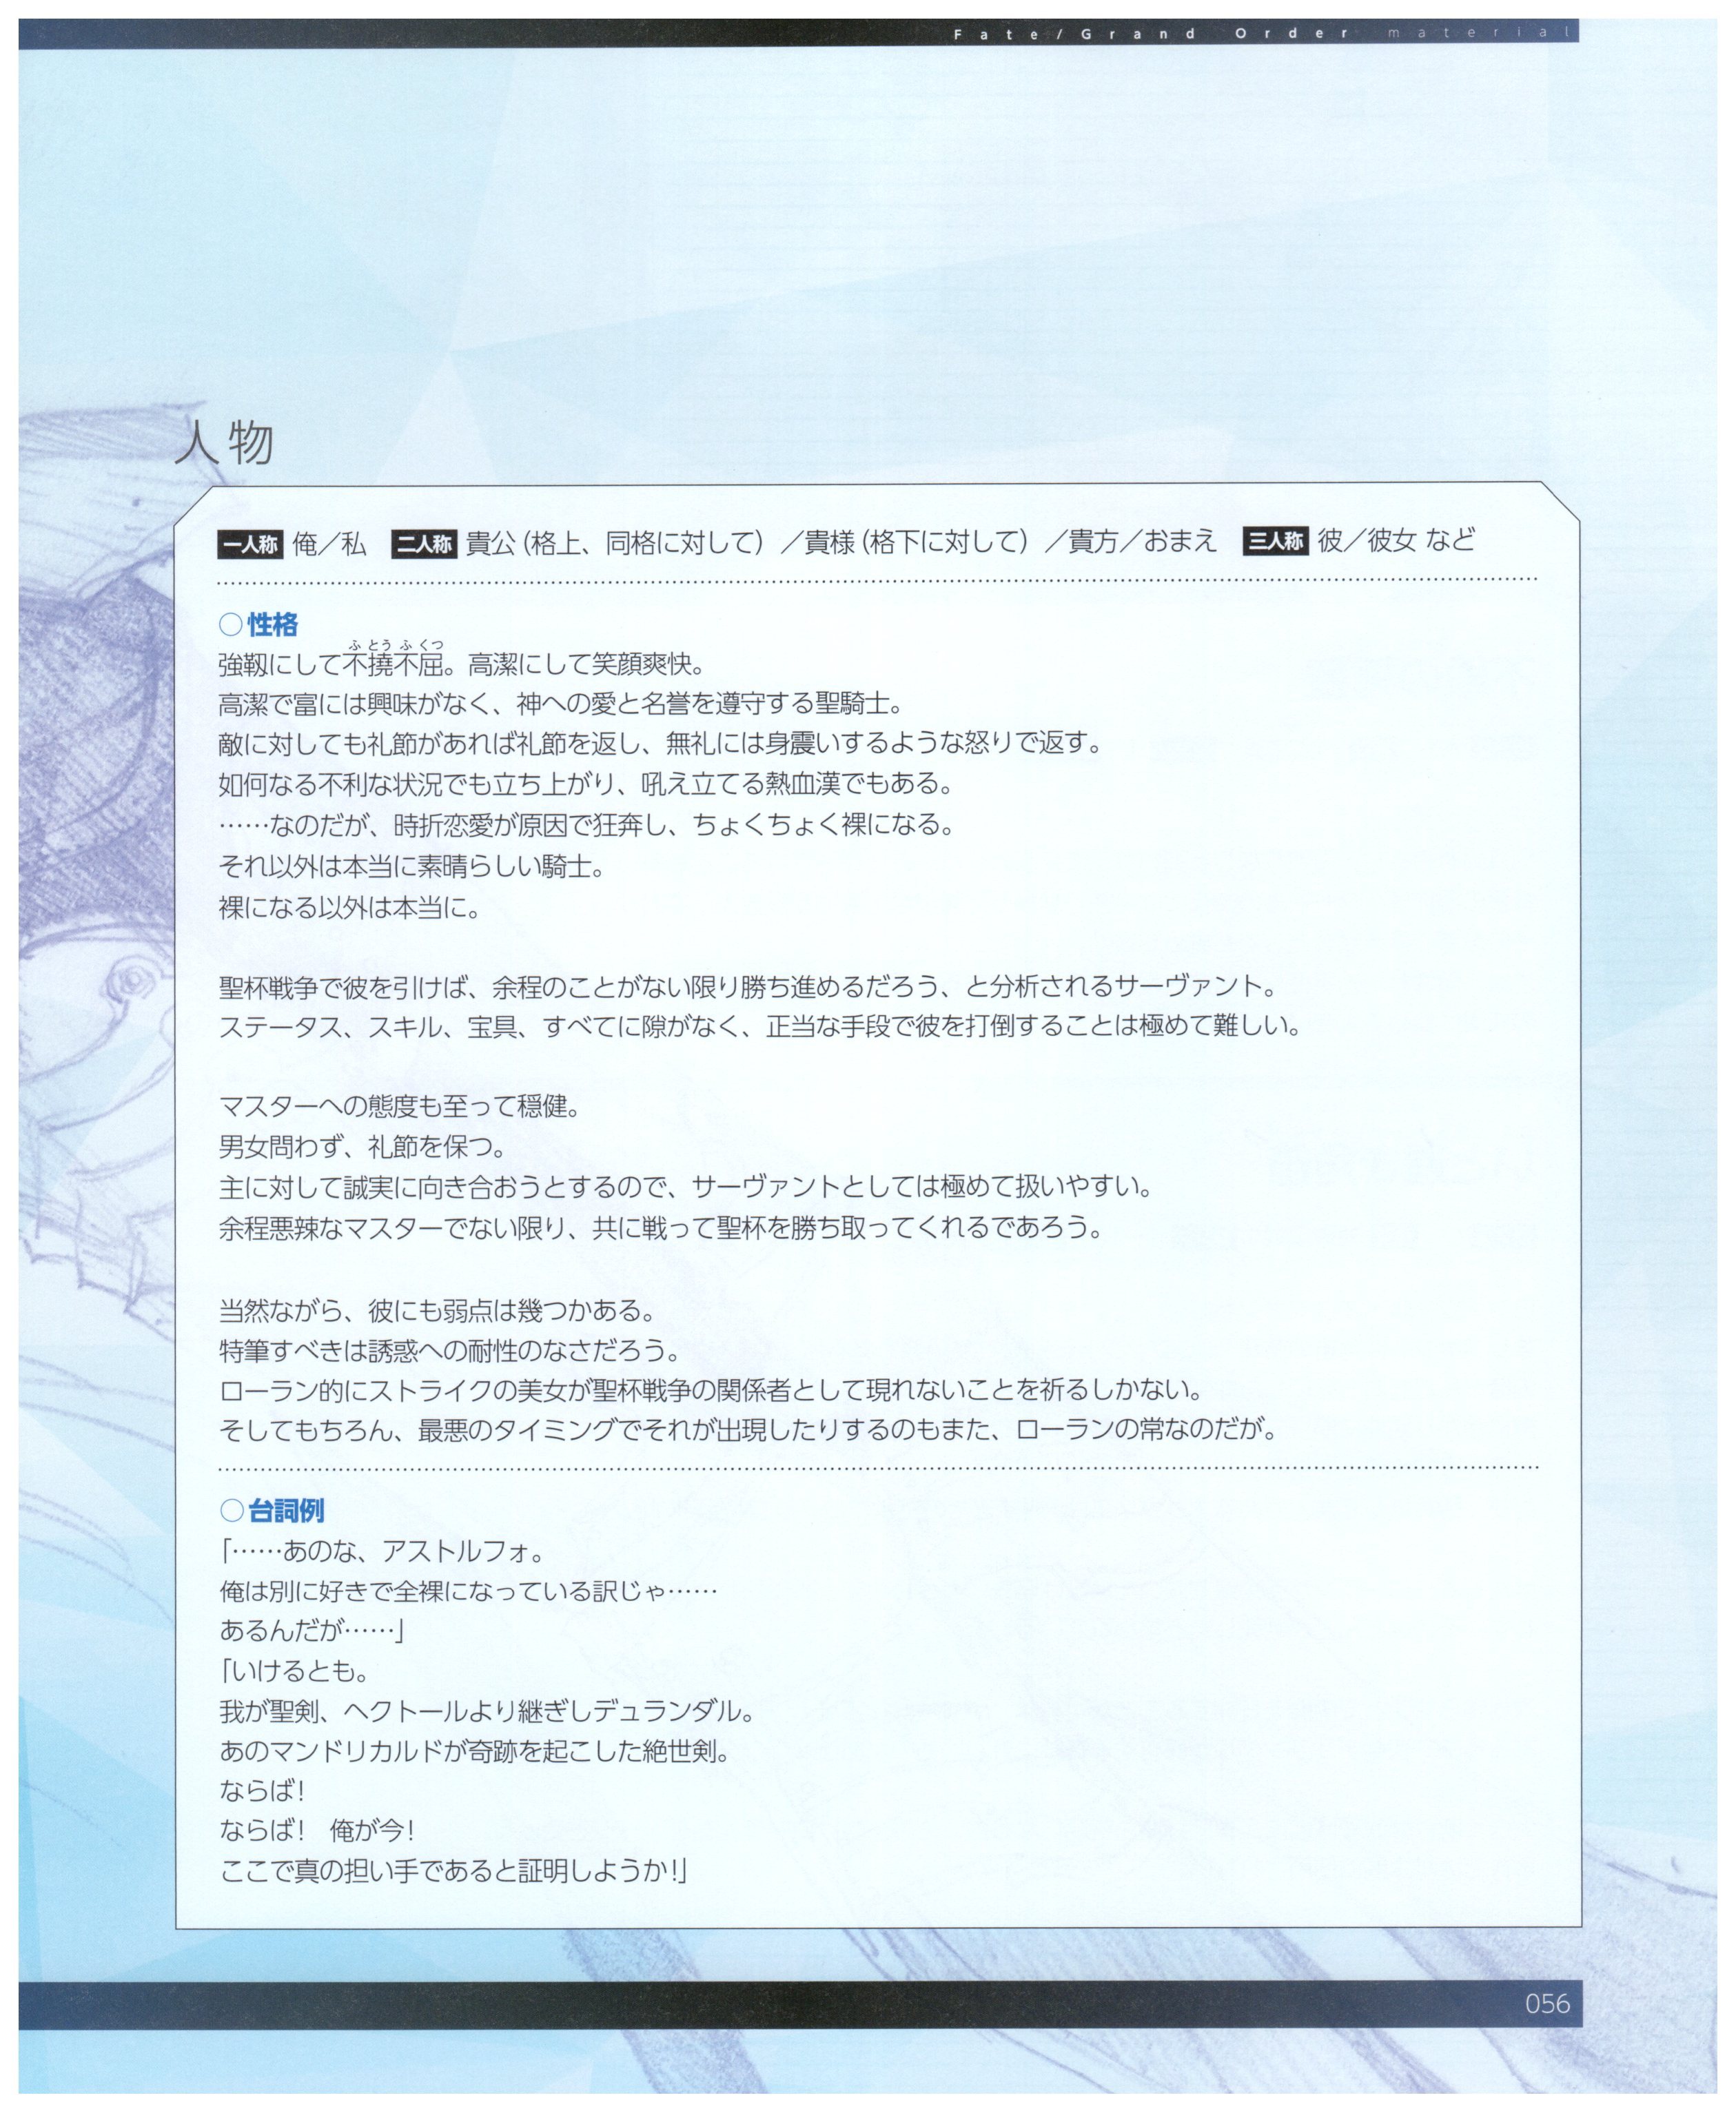 Fate/Grand Order material
人物
一人称 俺／私 二人称 貴公（格上、同格に対して）／貴様（格下に対して）／貴方／おまえ 三人称 彼／彼女 など
○性格
ふとうふくつ
強靱にして不撓不屈。高潔にして笑顔爽快。
高潔で富には興味がなく、神への愛と名誉を遵守する聖騎士。
敵に対しても礼節があれば礼節を返し、無礼には身震いするような怒りで返す。
如何なる不利な状況でも立ち上がり、吼え立てる熱血漢でもある。
……なのだが、時折恋愛が原因で狂奔し、ちょくちょく裸になる。
それ以外は本当に素晴らしい騎士。
裸になる以外は本当に。
聖杯戦争で彼を引けば、余程のことがない限り勝ち進めるだろう、と分析されるサーヴァント。
ステータス、スキル、宝具、すべてに隙がなく、正当な手段で彼を打倒することは極めて難しい。
マスターへの態度も至って穏健。
男女問わず、礼節を保つ。
主に対して誠実に向き合おうとするので、サーヴァントとしては極めて扱いやすい。
余程悪辣なマスターでない限り、共に戦って聖杯を勝ち取ってくれるであろう。
当然ながら、彼にも弱点は幾つかある。
特筆すべきは誘惑への耐性のなさだろう。
ローラン的にストライクの美女が聖杯戦争の関係者として現れないことを祈るしかない。
そしてもちろん、最悪のタイミングでそれが出現したりするのもまた、ローランの常なのだが。
○台詞例
「……あのな、アストルフォ。
俺は別に好きで全裸になっている訳じゃ……
あるんだが……」
「いけるとも。
我が聖剣、ヘクトールより継ぎしデュランダル。
あのマンドリカルドが奇跡を起こした絶世剣。
ならば！
ならば！ 俺が今！
ここで真の担い手であると証明しようか！」
056